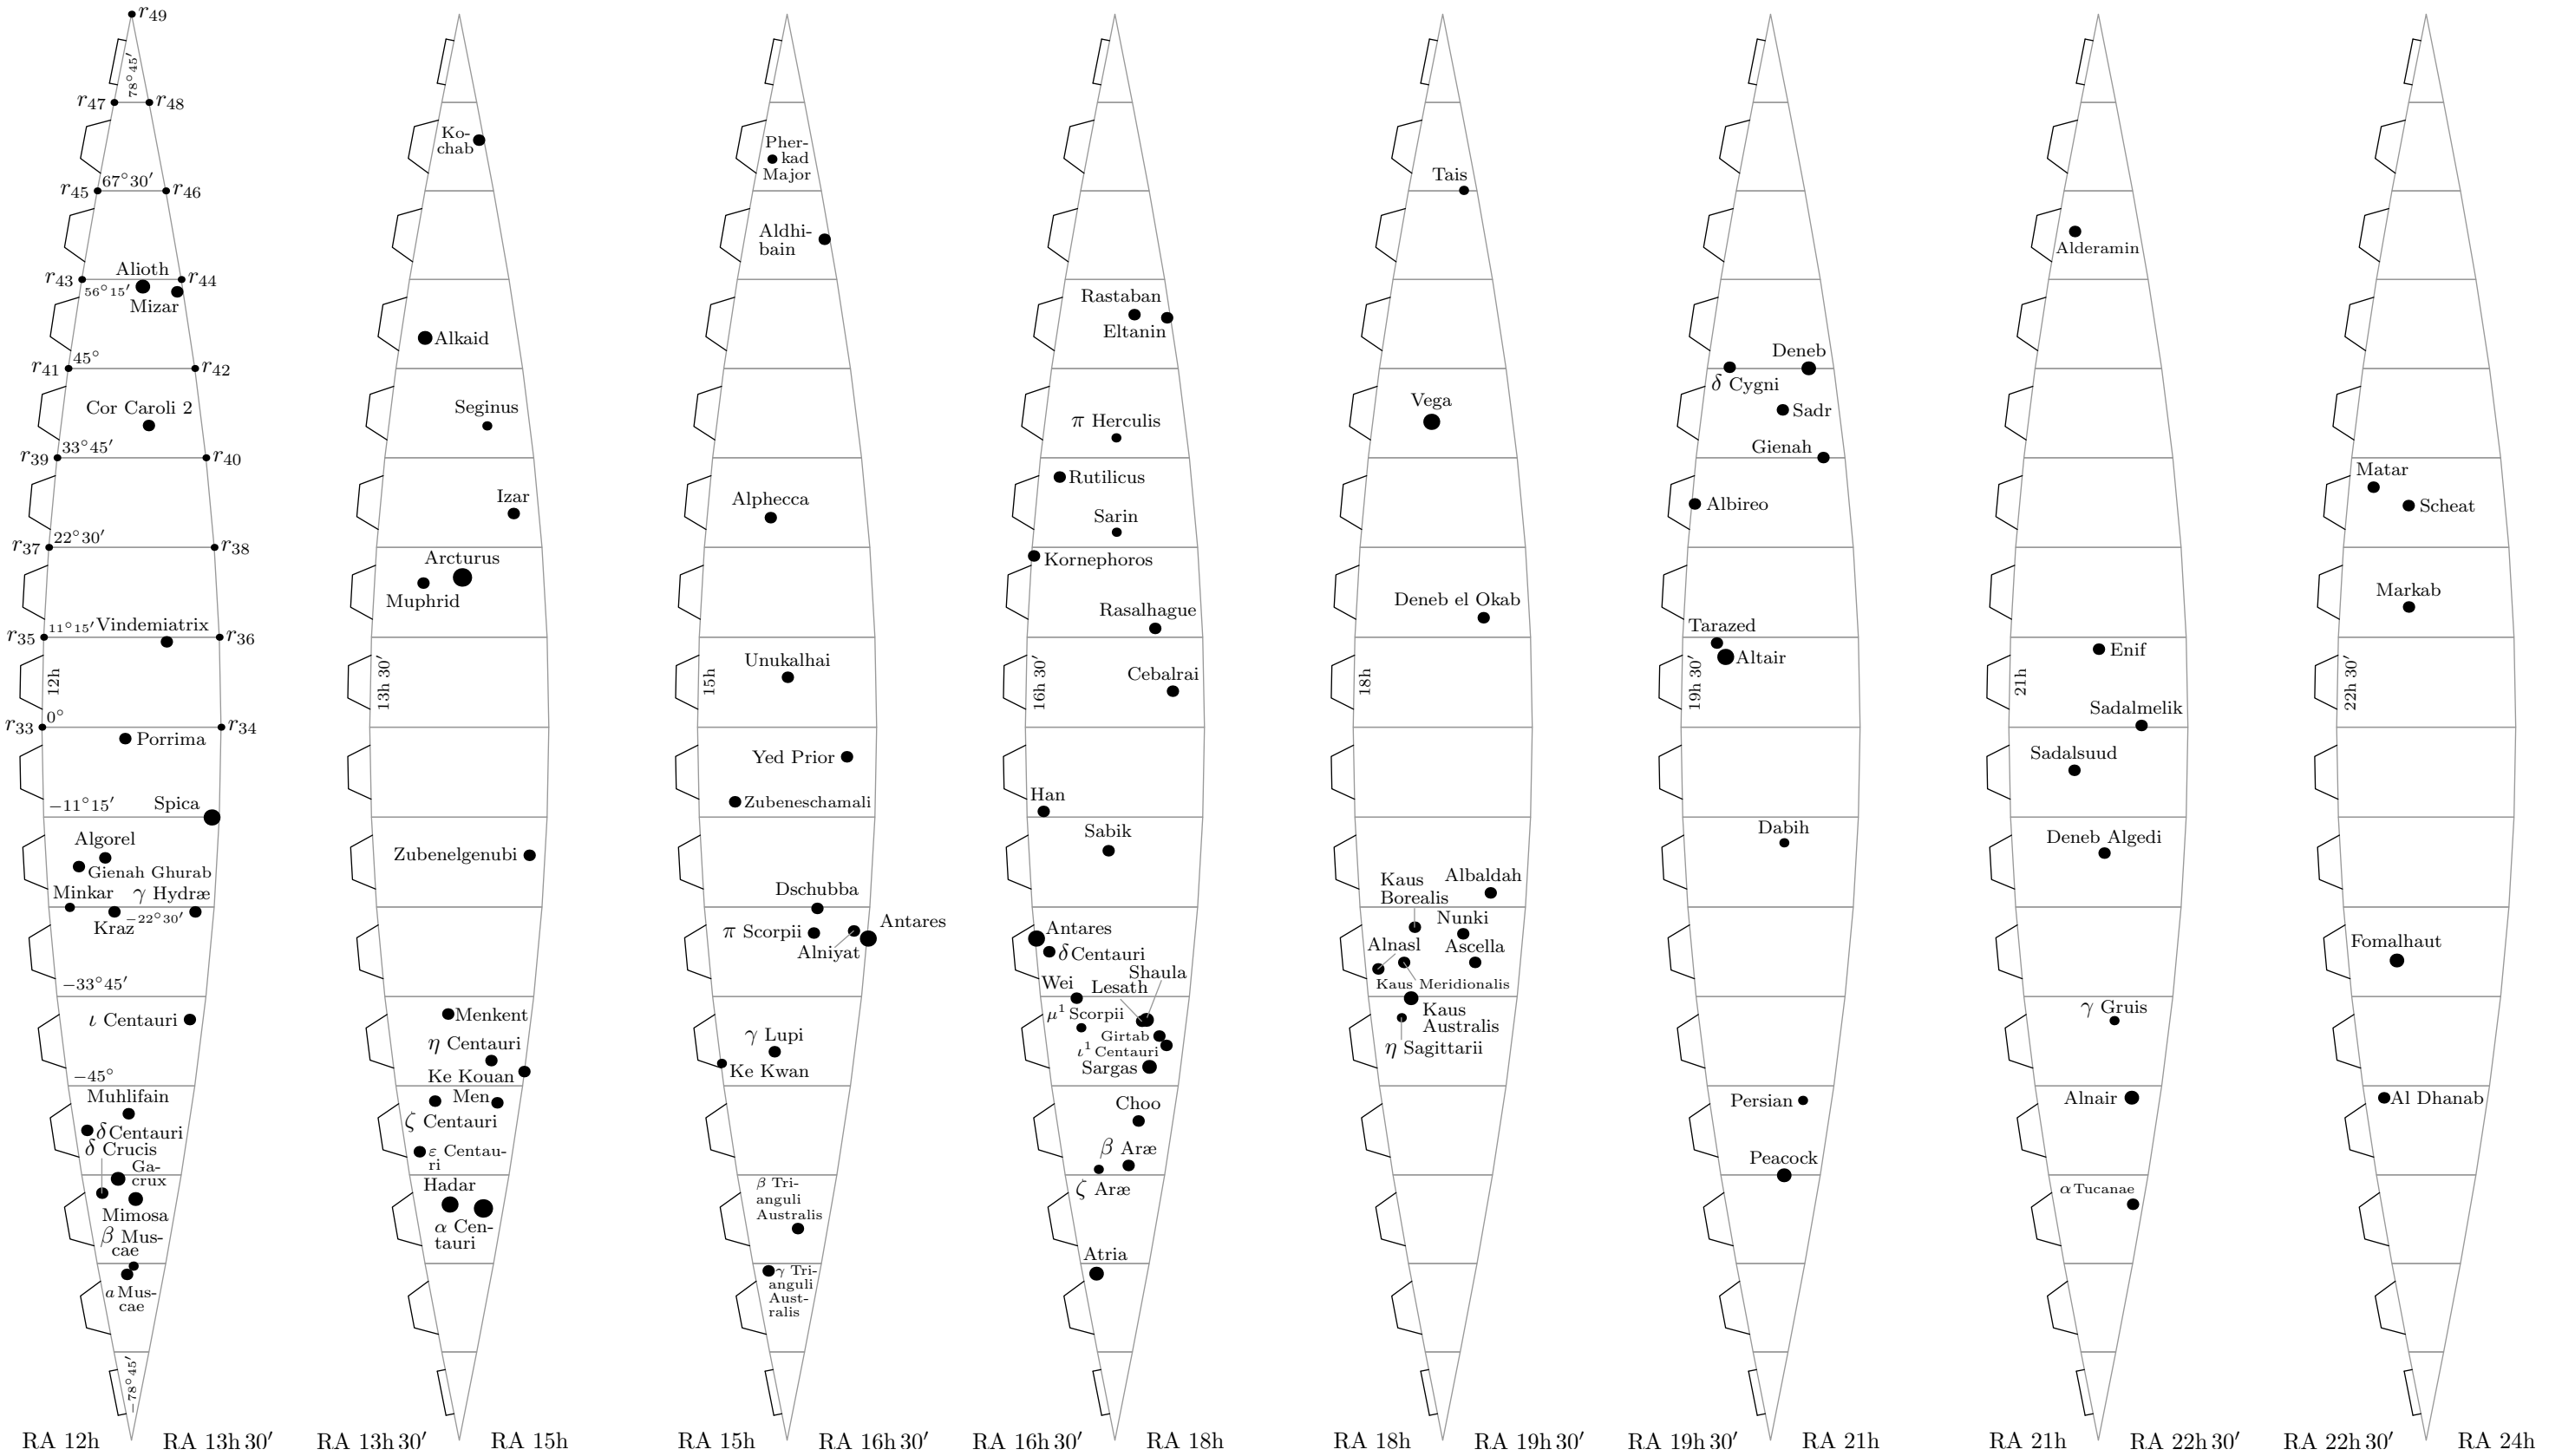 r49
78°45′
r47
r48
r45
67°30′
r46
Alioth
r43
r44
56°15′
Mizar
45°
r41
r42
Cor Caroli 2
33°45′
r39
r40
22°30′
r37
r38
11°15′
Vindemiatrix
r35
r36
12h
0°
r33
r34
Porrima
−11°15′
Spica
Algorel
Gienah Ghurab
Minkar
γ Hydræ
−22°30′
Kraz
−33°45′
ι Centauri
−45°
Muhlifain
δ Centauri
δ Crucis
Ga-
crux
Mimosa
β Mus-
cae
a Mus-
cae
−78°45′
RA 12h
RA 13h 30′
Ko-
chab
Alkaid
Seginus
Izar
Arcturus
Muphrid
13h 30′
Zubenelgenubi
Menkent
η Centauri
Ke Kouan
Men
ζ Centauri
ε Centau-
ri
Hadar
α Cen-
tauri
RA 13h 30′
RA 15h
Pher-
kad
Major
Aldhi-
bain
Alphecca
Unukalhai
15h
Yed Prior
Zubeneschamali
Dschubba
Antares
π Scorpii
Alniyat
γ Lupi
Ke Kwan
β Tri-
anguli
Australis
γ Tri-
anguli
Aust-
ralis
RA 15h
RA 16h 30′
Rastaban
Eltanin
π Herculis
Rutilicus
Sarin
Kornephoros
Rasalhague
16h 30′
Cebalrai
Han
Sabik
Antares
δ Centauri
Shaula
Wei
Lesath
μ1 Scorpii
Girtab
ι1 Centauri
Sargas
Choo
β Aræ
ζ Aræ
Atria
RA 16h 30′
RA 18h
Tais
Vega
Deneb el Okab
18h
Kaus
Borealis
Albaldah
Nunki
Alnasl
Ascella
Kaus Meridionalis
Kaus
Australis
η Sagittarii
RA 18h
RA 19h 30′
Deneb
δ Cygni
Sadr
Gienah
Albireo
Tarazed
Altair
19h 30′
Dabih
Persian
Peacock
RA 19h 30′
RA 21h
Alderamin
Enif
21h
Sadalmelik
Sadalsuud
Deneb Algedi
γ Gruis
Alnair
α Tucanae
RA 21h
RA 22h 30′
Matar
Scheat
Markab
22h 30′
Fomalhaut
Al Dhanab
RA 22h 30′
RA 24h